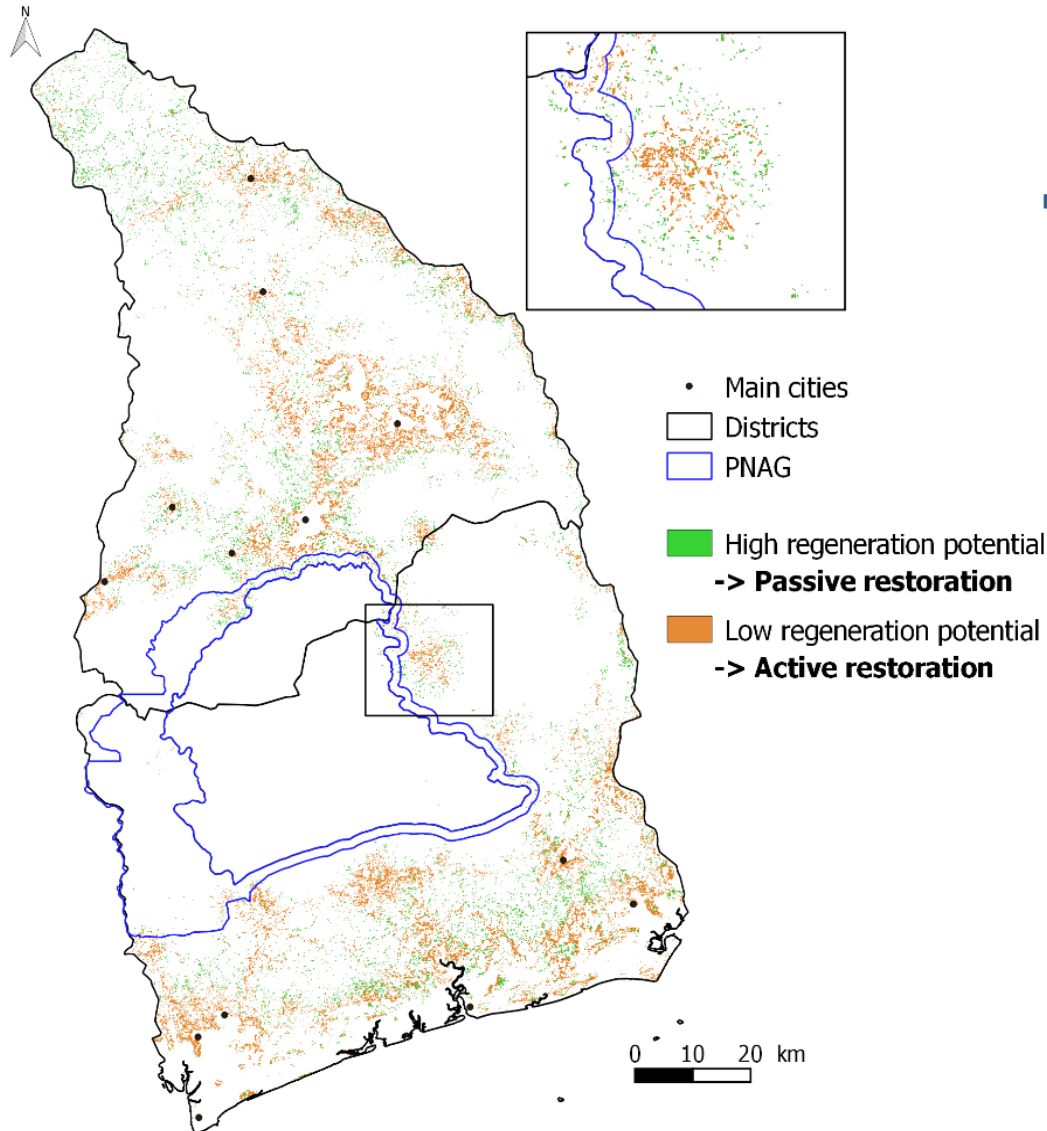 N
Main cities
Districts
PNAG
High regeneration potential
-> Passive restoration
Low regeneration potential
-> Active restoration
0 10 20 km